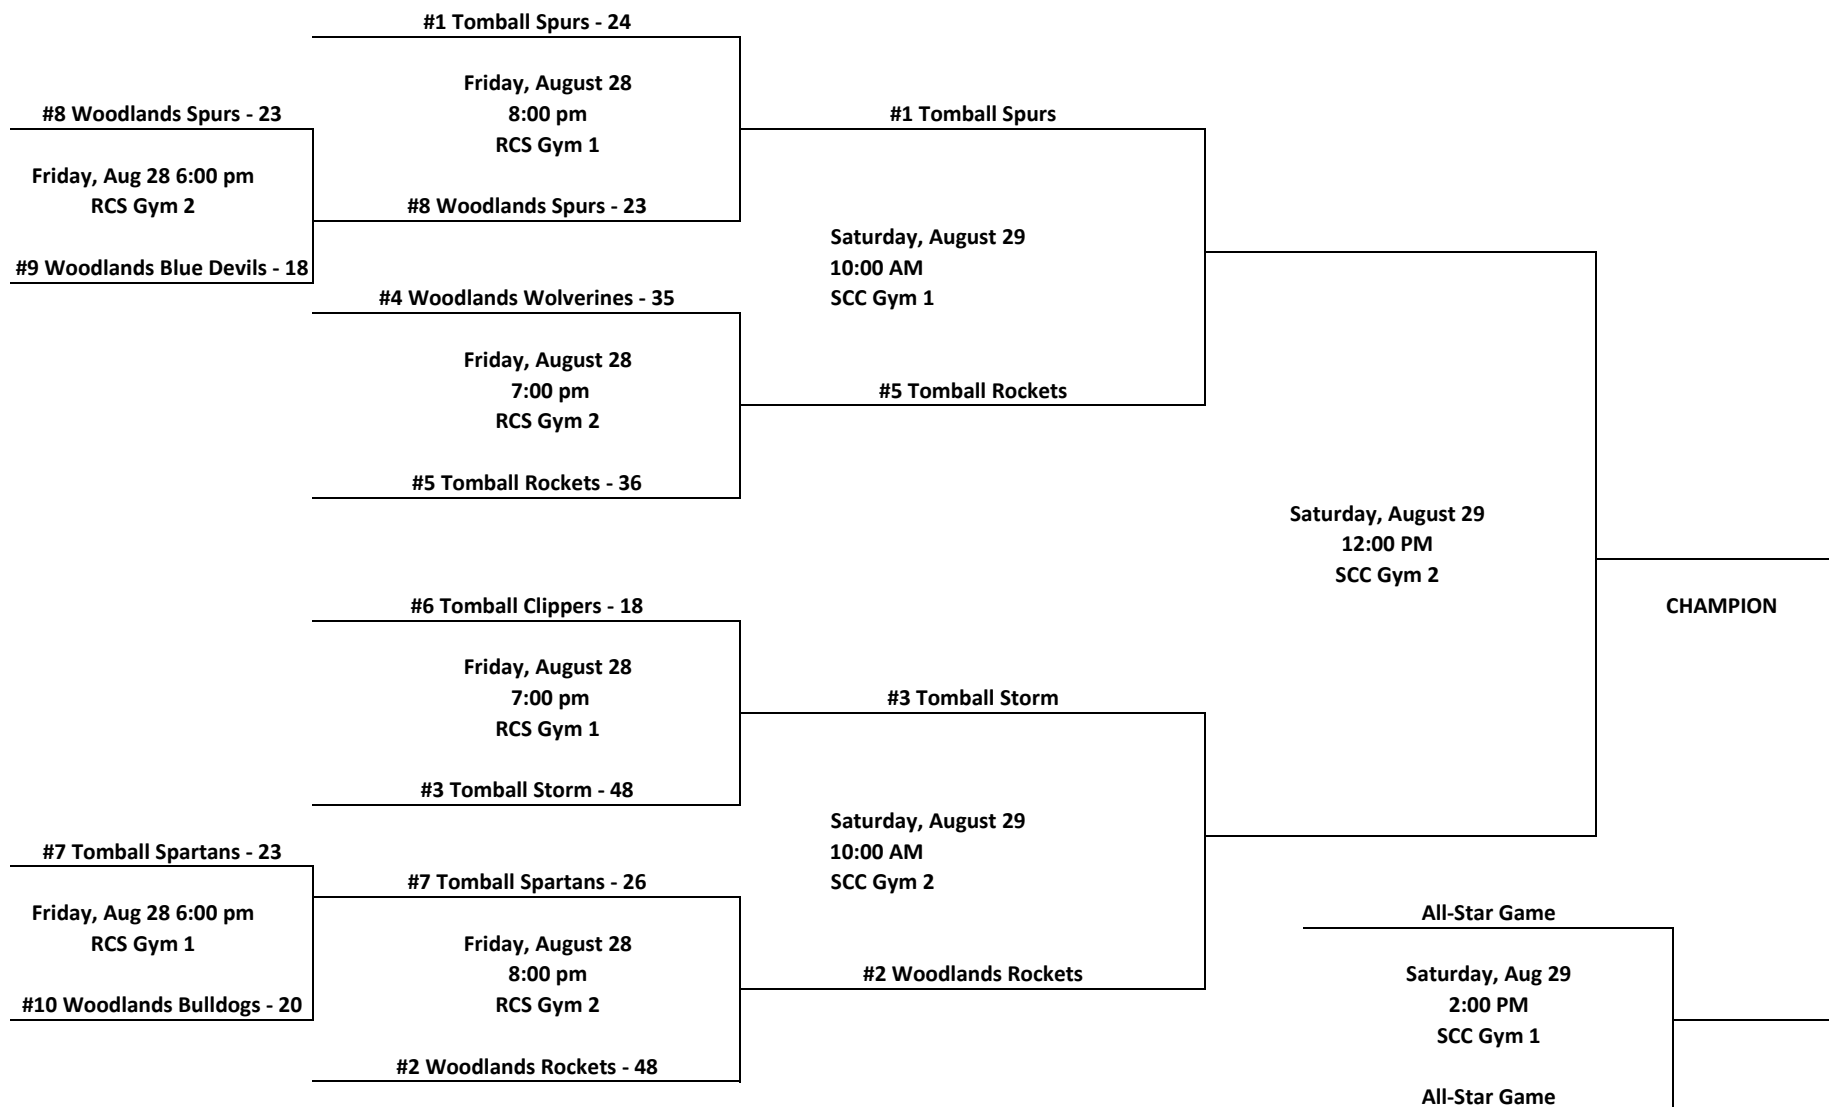 #1 Tomball Spurs - 24
Friday, August 28
8:00 pm
RCS Gym 1
#8 Woodlands Spurs - 23
#1 Tomball Spurs
Friday, Aug 28 6:00 pm
RCS Gym 2
#8 Woodlands Spurs - 23
#9 Woodlands Blue Devils - 18
Saturday, August 29
10:00 AM
SCC Gym 1
#4 Woodlands Wolverines - 35
Friday, August 28
7:00 pm
RCS Gym 2
#5 Tomball Rockets
#5 Tomball Rockets - 36
Saturday, August 29
12:00 PM
SCC Gym 2
CHAMPION
#6 Tomball Clippers - 18
Friday, August 28
7:00 pm
RCS Gym 1
#3 Tomball Storm
#3 Tomball Storm - 48
Saturday, August 29
10:00 AM
SCC Gym 2
#7 Tomball Spartans - 23
Friday, Aug 28 6:00 pm
RCS Gym 1
#10 Woodlands Bulldogs - 20
#7 Tomball Spartans - 26
Friday, August 28
8:00 pm
RCS Gym 2
#2 Woodlands Rockets
#2 Woodlands Rockets - 48
All-Star Game
Saturday, Aug 29
2:00 PM
SCC Gym 1
All-Star Game